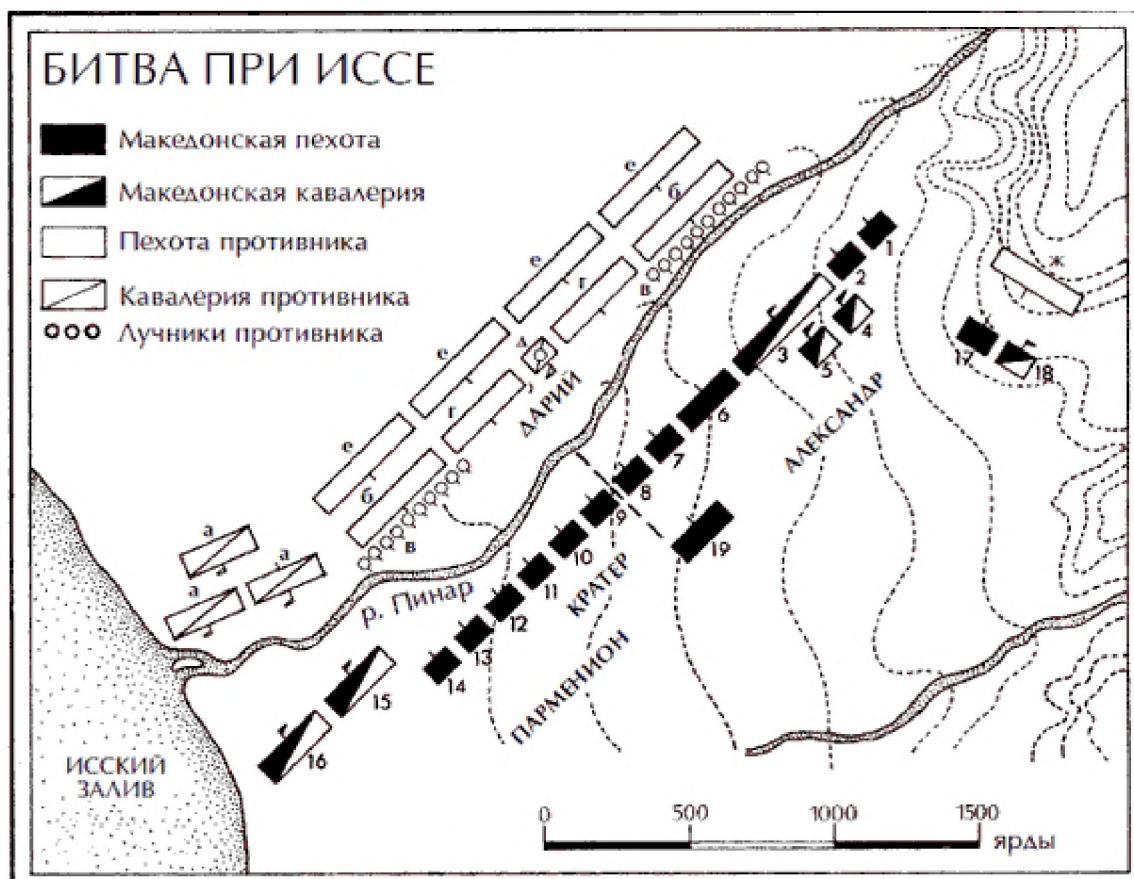 БИТВА ПРИ ИССЕ
Македонская пехота
Македонская кавалерия
Пехота противника
Кавалерия противника
Лучники противника
е
б
е
г
в
е
д
ДАРИЙ
г
е
б
в
а
а
а
р. Пинар
ж
1
2
3
4
5
6
7
8
9
10
11
12
13
14
15
16
17
18
19
АЛЕКСАНДР
КРАТЕР
ПАРМЕНИОН
ИССКИЙ
ЗАЛИВ
0 500 1000 1500
ярды